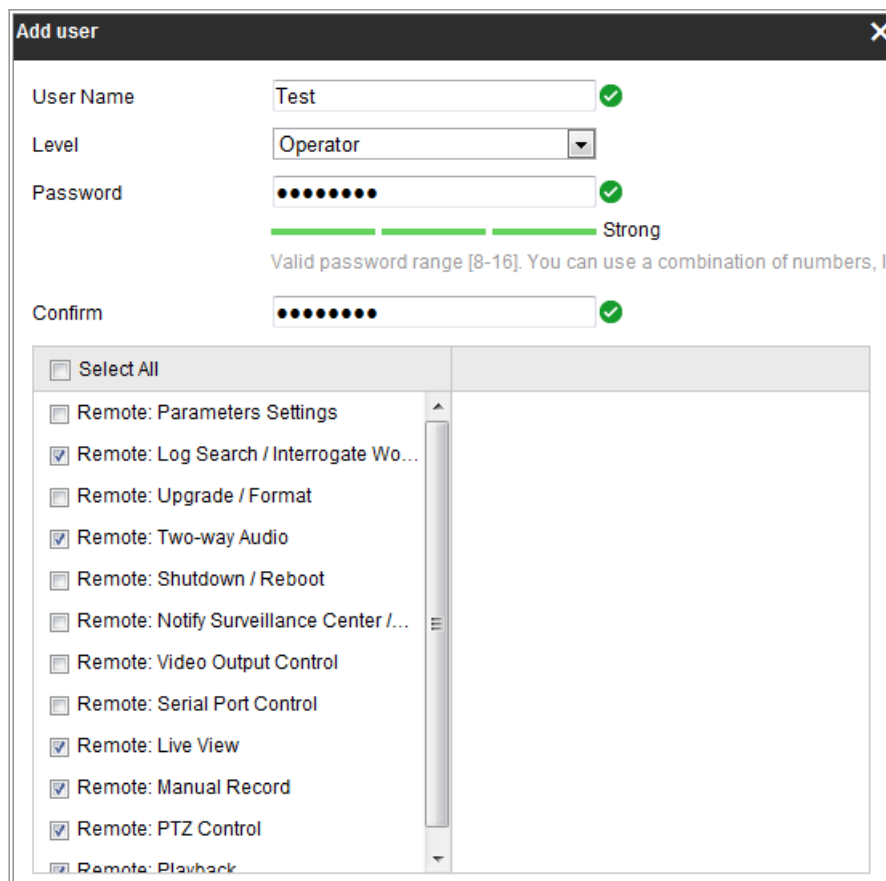 Add user
User Name Test
Level Operator
Password ••••••••
Strong
Valid password range [8-16]. You can use a combination of numbers,
Confirm ••••••••
Select All
Remote: Parameters Settings
Remote: Log Search / Interrogate Wo...
Remote: Upgrade / Format
Remote: Two-way Audio
Remote: Shutdown / Reboot
Remote: Notify Surveillance Center /...
Remote: Video Output Control
Remote: Serial Port Control
Remote: Live View
Remote: Manual Record
Remote: PTZ Control
Remote: Playback